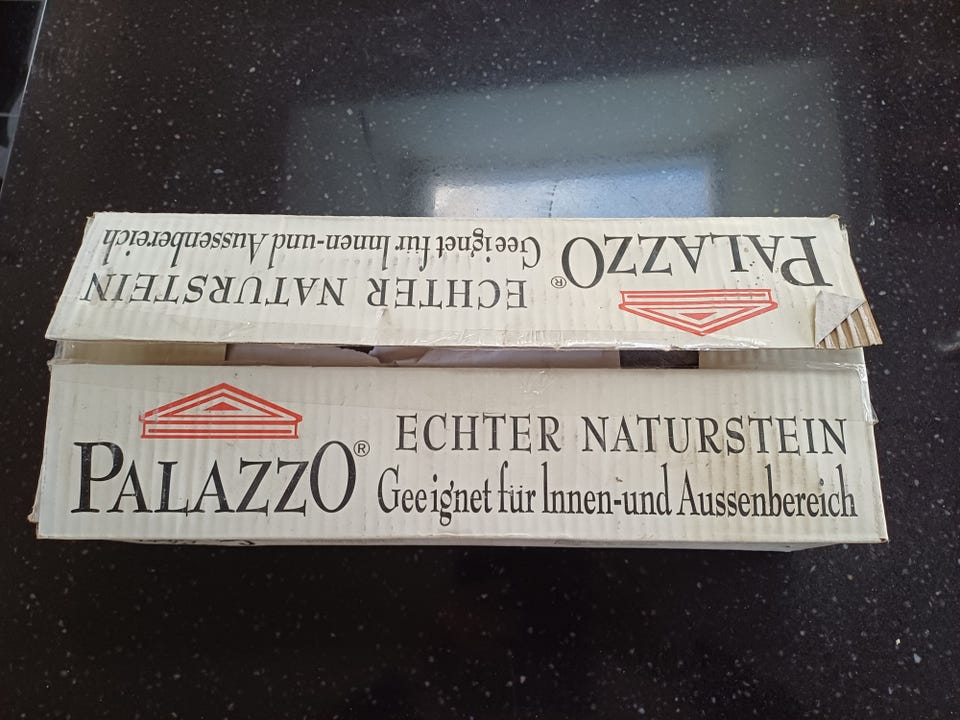 PALAZZO®
ECHTER NATURSTEIN
Geeignet für Innen-und Aussenbereich
PALAZZO®
ECHTER NATURSTEIN
Geeignet für Innen-und Aussenbereich